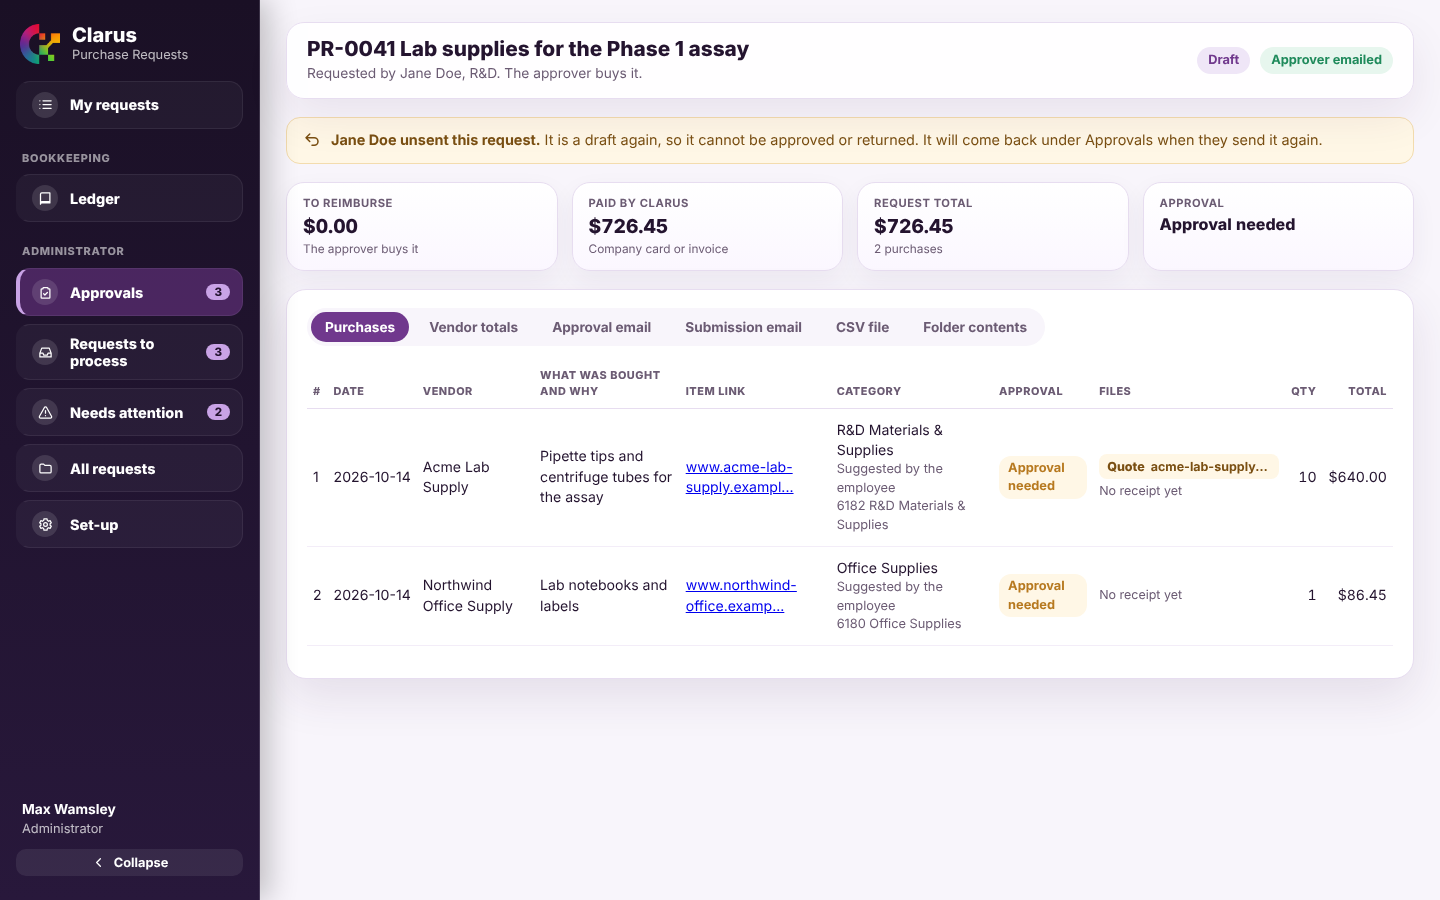 Clarus
Purchase Requests
My requests
BOOKKEEPING
Ledger
ADMINISTRATOR
Approvals 3
Requests to
process 3
Needs attention 2
All requests
Set-up
Max Wamsley
Administrator
Collapse
PR-0041 Lab supplies for the Phase 1 assay
Requested by Jane Doe, R&D. The approver buys it.
Draft
Approver emailed
Jane Doe unsent this request. It is a draft again, so it cannot be approved or returned. It will come back under Approvals when they send it again.
TO REIMBURSE
$0.00
The approver buys it
PAID BY CLARUS
$726.45
Company card or invoice
REQUEST TOTAL
$726.45
2 purchases
APPROVAL
Approval needed
Purchases Vendor totals Approval email Submission email CSV file Folder contents
# DATE VENDOR WHAT WAS BOUGHT
AND WHY ITEM LINK CATEGORY APPROVAL FILES QTY TOTAL
1 2026-10-14
Acme Lab
Supply
Pipette tips and
centrifuge tubes for
the assay
www.acme-lab-
supply.exampl...
R&D Materials &
Supplies
Suggested by the
employee
6182 R&D Materials &
Supplies
Approval
needed
Quote acme-lab-supply...
No receipt yet
10 $640.00
2 2026-10-14
Northwind
Office Supply
Lab notebooks and
labels
www.northwind-
office.examp...
Office Supplies
Suggested by the
employee
6180 Office Supplies
Approval
needed
No receipt yet
1 $86.45